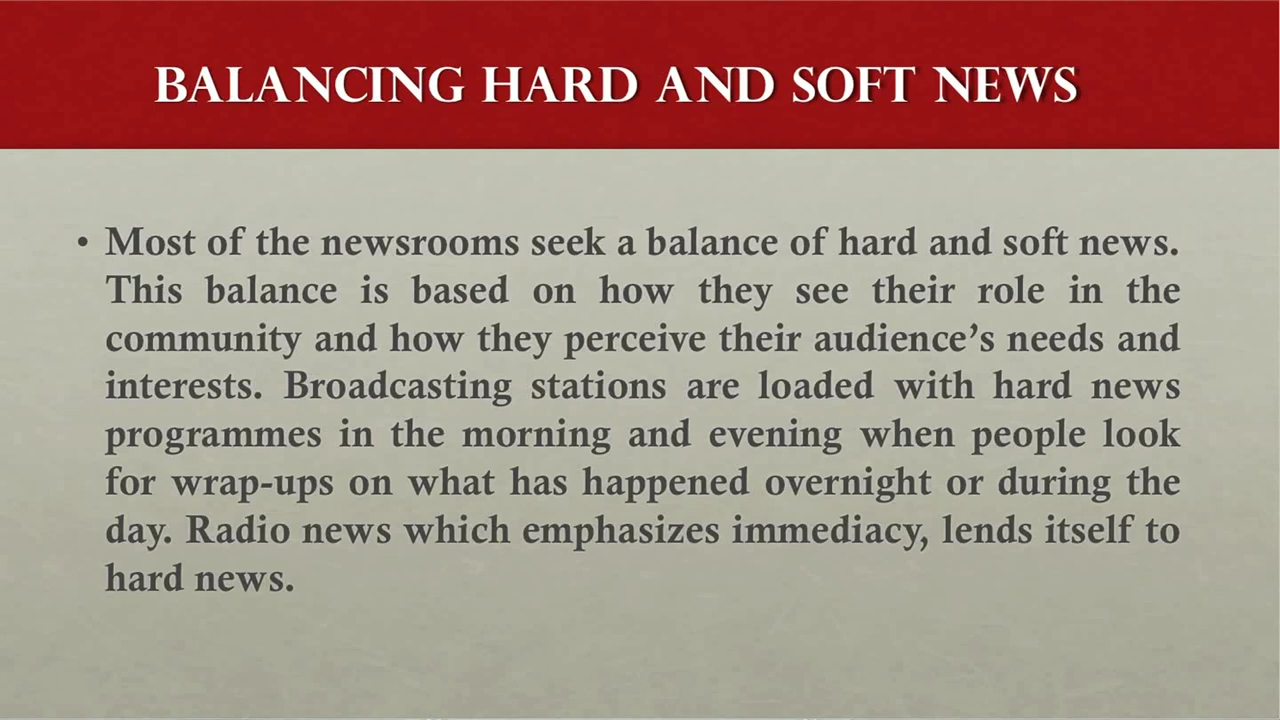 BALANCING HARD AND SOFT NEWS
• Most of the newsrooms seek a balance of hard and soft news.
This balance is based on how they see their role in the
community and how they perceive their audience’s needs and
interests. Broadcasting stations are loaded with hard news
programmes in the morning and evening when people look
for wrap-ups on what has happened overnight or during the
day. Radio news which emphasizes immediacy, lends itself to
hard news.